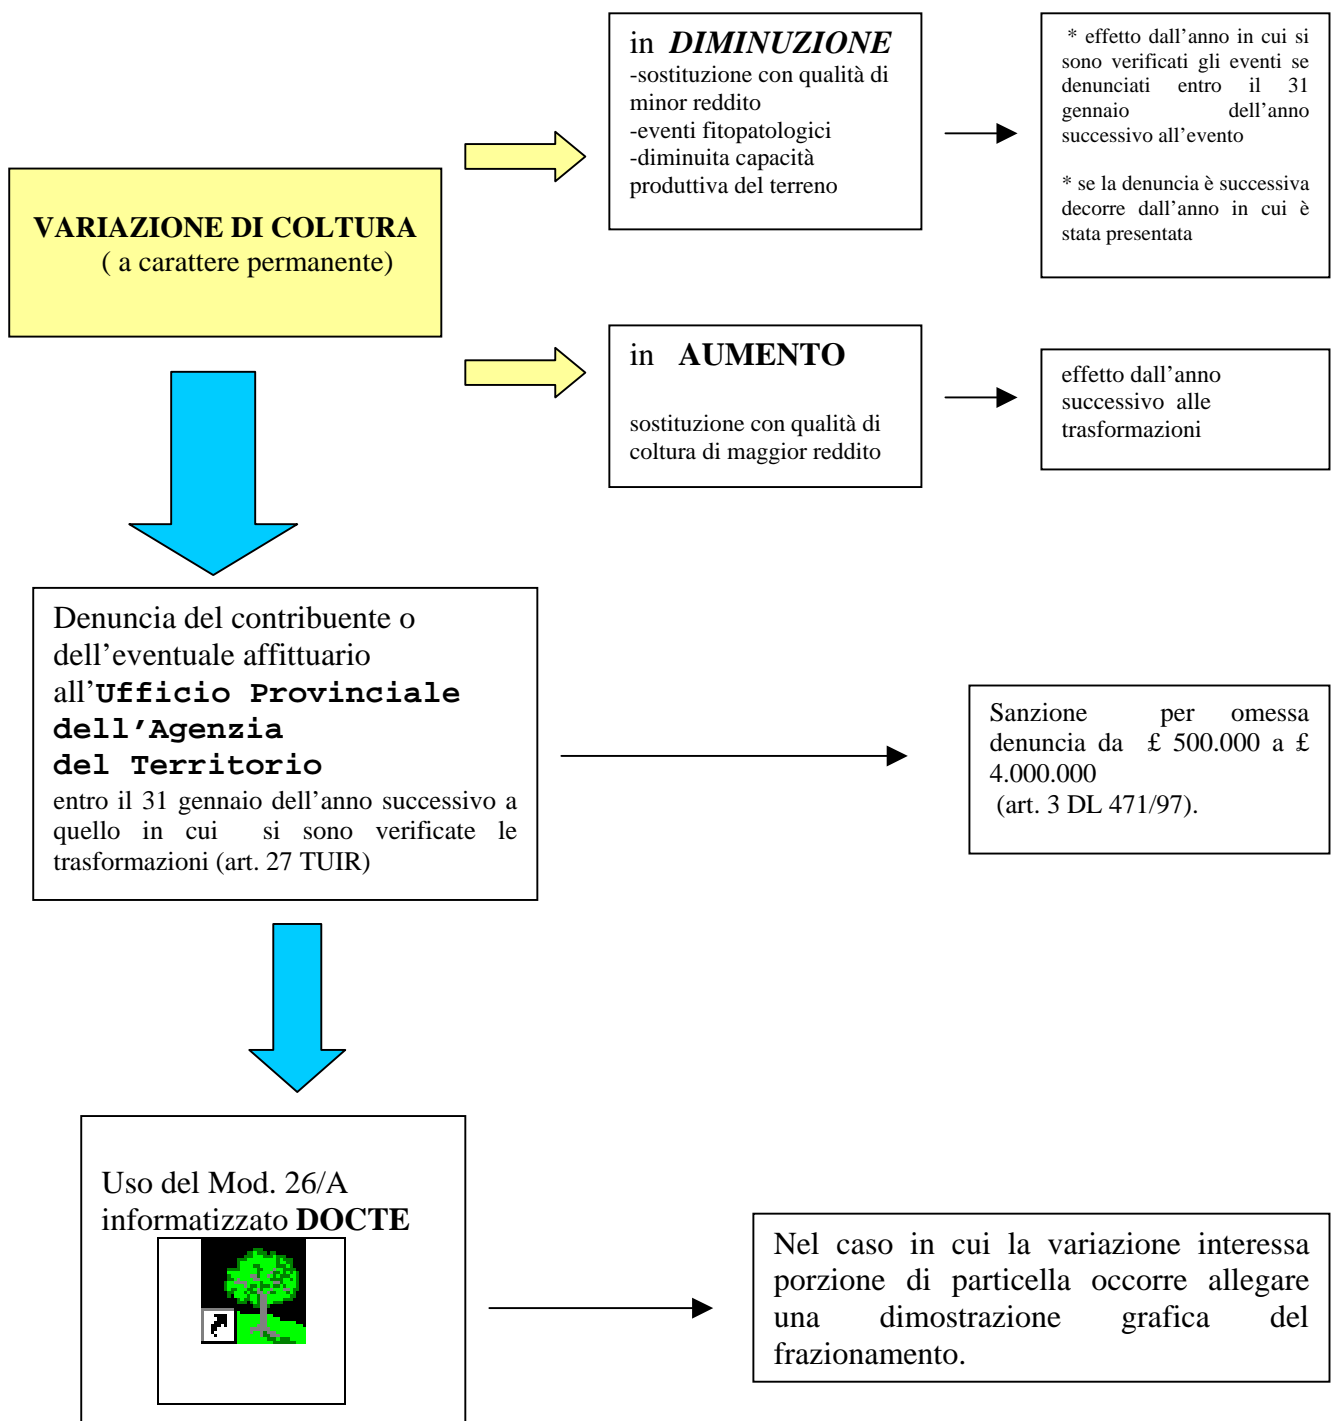 VARIAZIONE DI COLTURA
( a carattere permanente)
in DIMINUZIONE
-sostituzione con qualità di
minor reddito
-eventi fitopatologici
-diminuita capacità
produttiva del terreno
* effetto dall’anno in cui si
sono verificati gli eventi se
denunciati entro il 31
gennaio dell’anno
successivo all’evento
* se la denuncia è successiva
decorre dall’anno in cui è
stata presentata
in AUMENTO
sostituzione con qualità di
coltura di maggior reddito
effetto dall’anno
successivo alle
trasformazioni
Denuncia del contribuente o
dell’eventuale affittuario
all’Ufficio Provinciale
dell’Agenzia
del Territorio
entro il 31 gennaio dell’anno successivo a
quello in cui si sono verificate le
trasformazioni (art. 27 TUIR)
Sanzione per omessa
denuncia da £ 500.000 a £
4.000.000
(art. 3 DL 471/97).
Uso del Mod. 26/A
informatizzato DOCTE
Nel caso in cui la variazione interessa
porzione di particella occorre allegare
una dimostrazione grafica del
frazionamento.